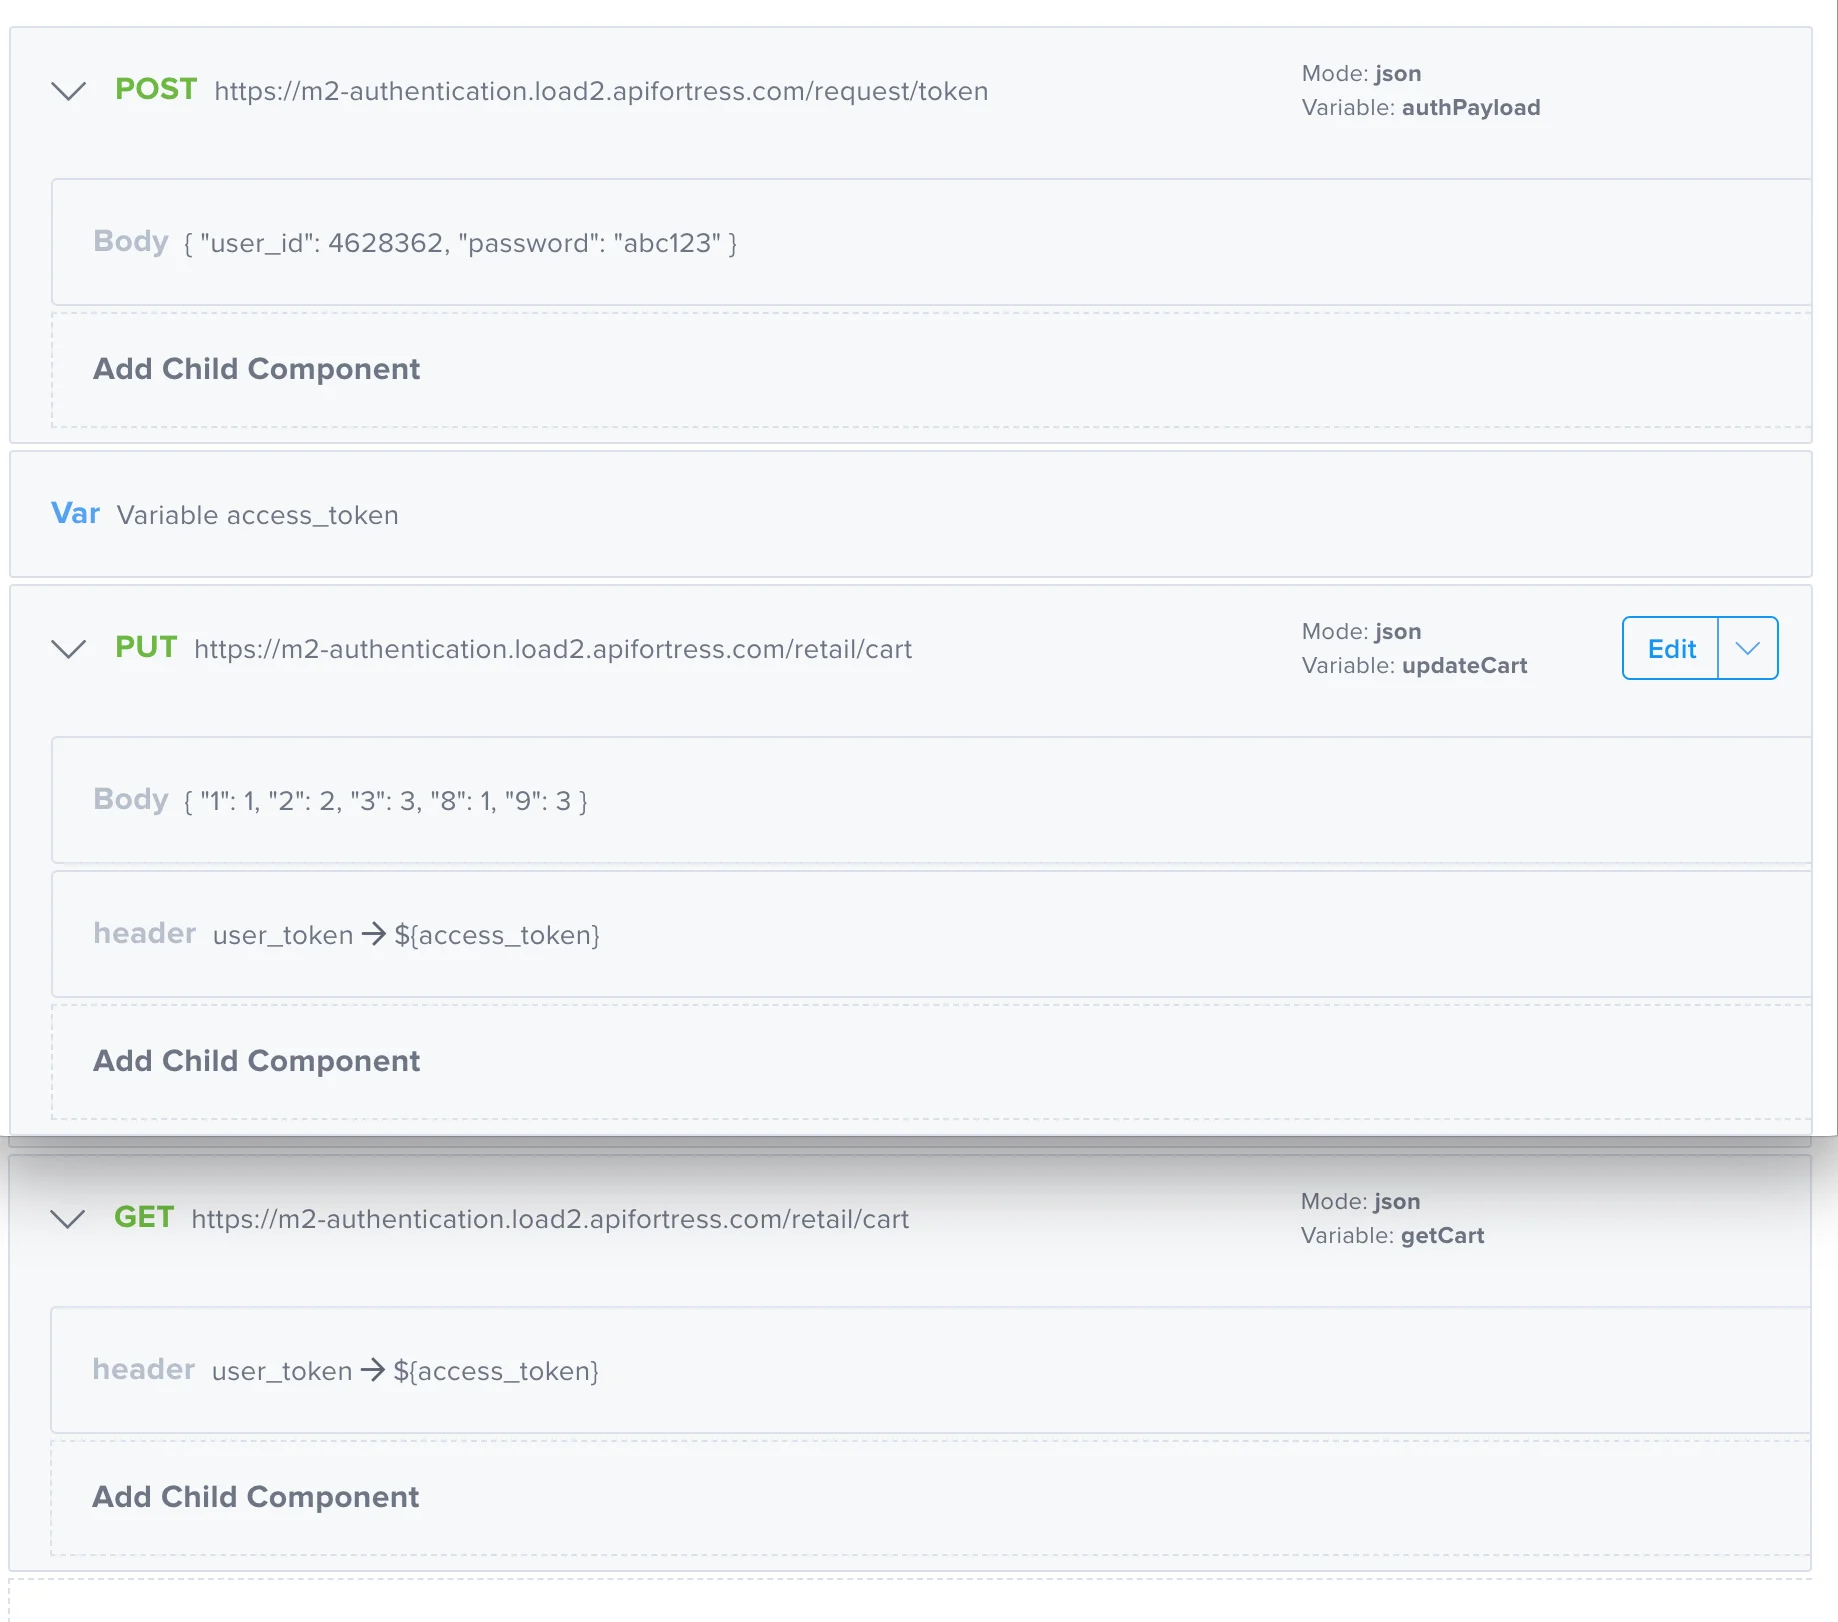 POST https://m2-authentication.load2.apifortress.com/request/token
Mode: json
Variable: authPayload
Body { "user_id": 4628362, "password": "abc123" }
Add Child Component
Var Variable access_token
PUT https://m2-authentication.load2.apifortress.com/retail/cart
Mode: json
Variable: updateCart
Edit
Body { "1": 1, "2": 2, "3": 3, "8": 1, "9": 3 }
header user_token → ${access_token}
Add Child Component
GET https://m2-authentication.load2.apifortress.com/retail/cart
Mode: json
Variable: getCart
header user_token → ${access_token}
Add Child Component